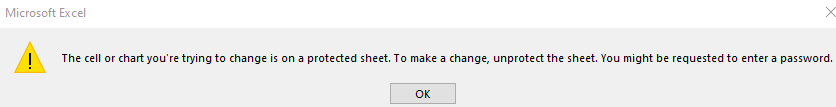 Microsoft Excel
The cell or chart you're trying to change is on a protected sheet. To make a change, unprotect the sheet. You might be requested to enter a password.
OK